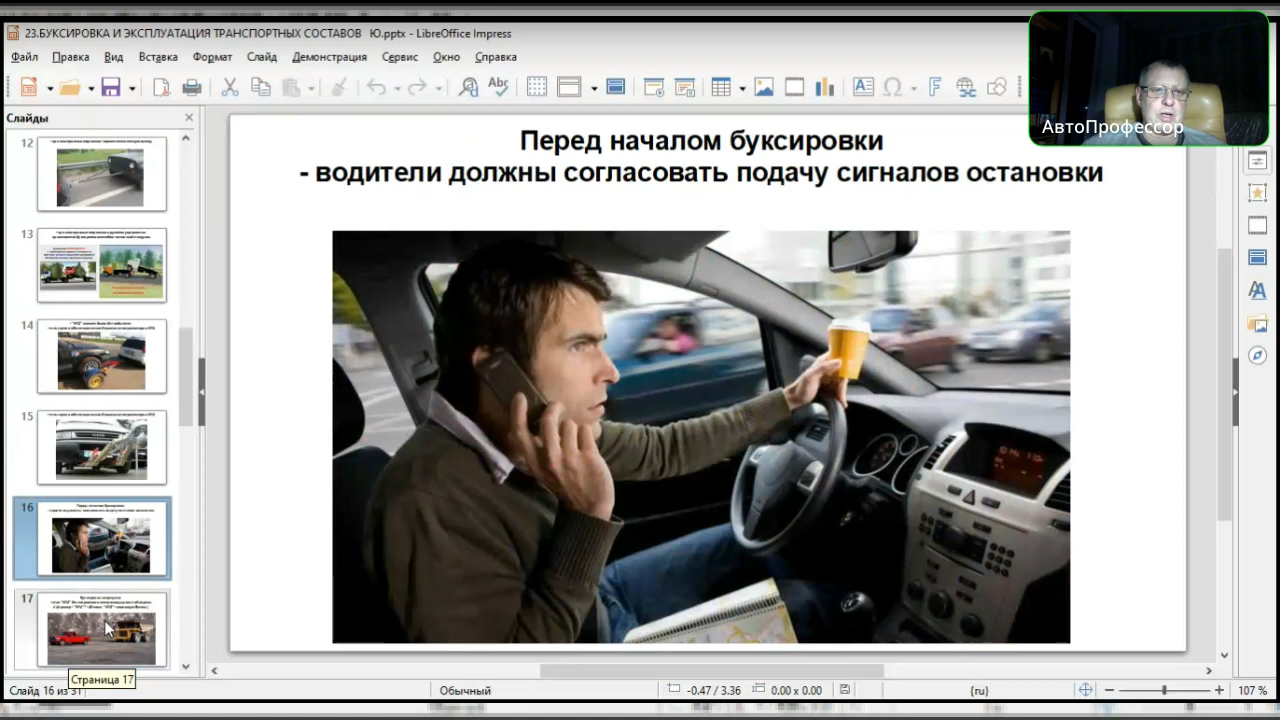 23.БУКСИРОВКА И ЭКСПЛУАТАЦИЯ ТРАНСПОРТНЫХ СОСТАВОВ Ю.pptx - LibreOffice Impress
Файл Правка Вид Вставка Формат Слайд Демонстрация Сервис Окно Справка
АвтоПрофессор
Слайды
Перед началом буксировки
- водители должны согласовать подачу сигналов остановки
12
13
14
15
16
17
Страница 17
Слайд 16 из 31
Обычный
-0.47 / 3.36
0.00 x 0.00
{ru}
107 %